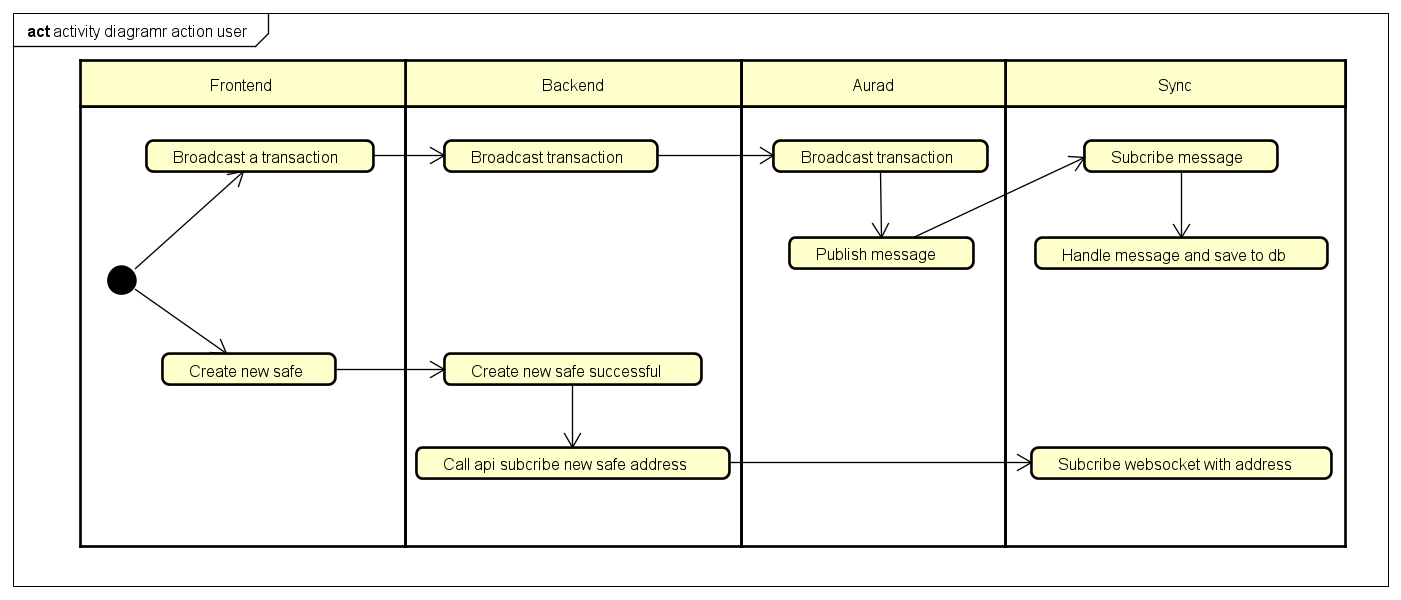 act activity diagramr action user
Frontend
Backend
Aurad
Sync
Broadcast a transaction
Broadcast transaction
Broadcast transaction
Subcribe message
Publish message
Handle message and save to db
Create new safe
Create new safe successful
Call api subcribe new safe address
Subcribe websocket with address